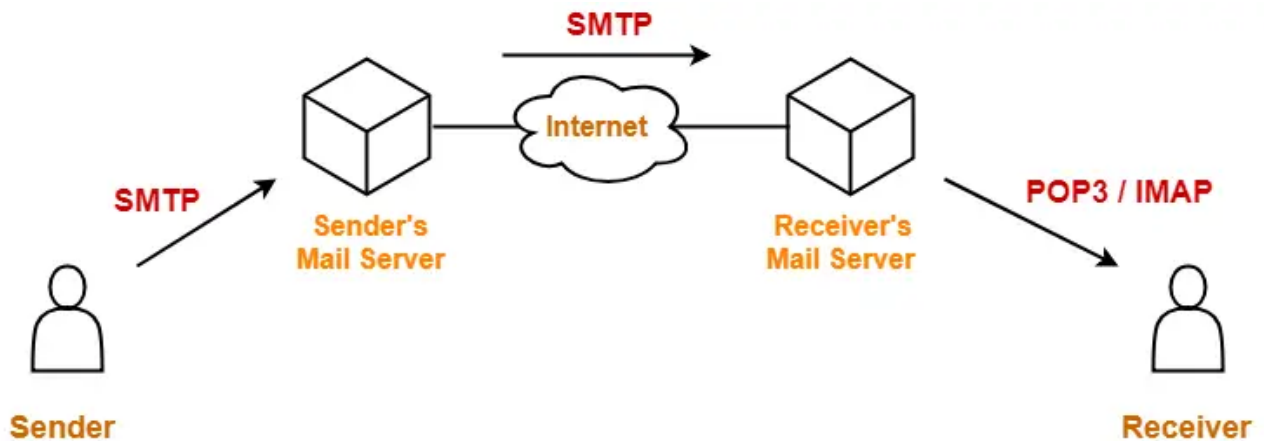 SMTP
Internet
SMTP
POP3 / IMAP
Sender's
Mail Server
Receiver's
Mail Server
Sender
Receiver